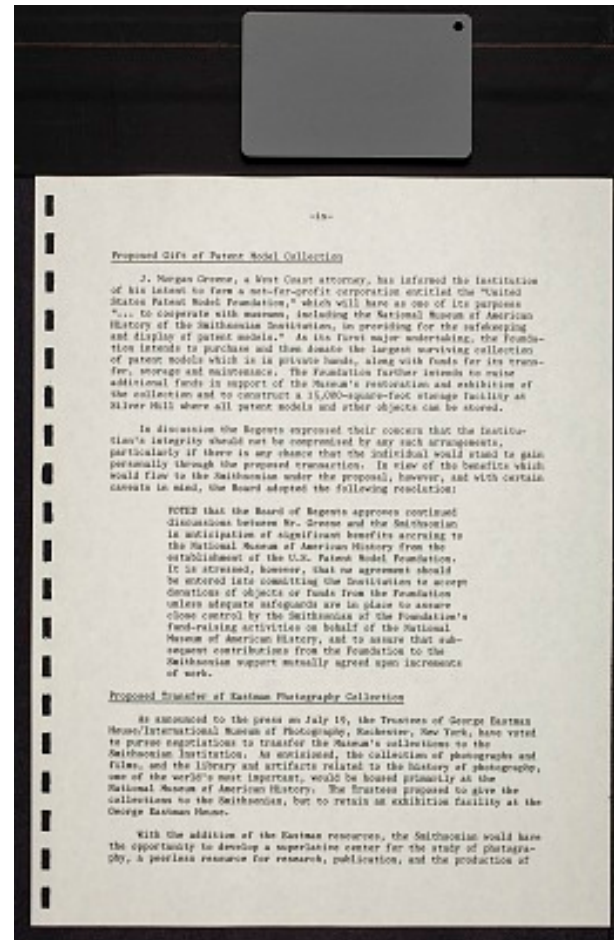 Proposed Gift of Patent Model Collection
J. Morgan Greene, a West Coast attorney, has informed the Institution
of his intent to form a not-for-profit corporation entitled the "United
States Patent Model Foundation," which will have as one of its purposes
"... to cooperate with museums, including the National Museum of American
History of the Smithsonian Institution, in providing for the safekeeping
and display of patent models." As its first major undertaking, the Founda-
tion intends to purchase and then donate the largest surviving collection
of patent models which is in private hands, along with funds for its trans-
fer, storage and maintenance. The Foundation further intends to raise
additional funds in support of the Museum's restoration and exhibition of
the collection and to construct a 15,000-square-foot storage facility at
Silver Hill where all patent models and other objects can be stored.
In discussion the Regents expressed their concern that the Institu-
tion's integrity should not be compromised by any such arrangements,
particularly if there is any chance that the individual would stand to gain
personally through the proposed transaction. In view of the benefits which
would flow to the Smithsonian under the proposal, however, and with certain
caveats in mind, the Board adopted the following resolution:
VOTED that the Board of Regents approves continued
discussions between Mr. Greene and the Smithsonian
in anticipation of significant benefits accruing to
the National Museum of American History from the
establishment of the U.S. Patent Model Foundation.
It is stressed, however, that no agreement should
be entered into committing the Institution to accept
donations of objects or funds from the Foundation
unless adequate safeguards are in place to assure
close control by the Smithsonian of the Foundation's
fund-raising activities on behalf of the National
Museum of American History, and to assure that sub-
sequent contributions from the Foundation to the
Smithsonian support mutually agreed upon increments
of work.
Proposed Transfer of Eastman Photography Collection
As announced to the press on July 19, the Trustees of George Eastman
House/International Museum of Photography, Rochester, New York, have voted
to pursue negotiations to transfer the Museum's collections to the
Smithsonian Institution. As envisioned, the collection of photographs and
films, and the library and artifacts related to the history of photography,
one of the world's most important, would be housed primarily at the
National Museum of American History. The Trustees proposed to give the
collections to the Smithsonian, but to retain an exhibition facility at the
George Eastman House.
With the addition of the Eastman resources, the Smithsonian would have
the opportunity to develop a superlative center for the study of photogra-
phy, a peerless resource for research, publication, and the production of